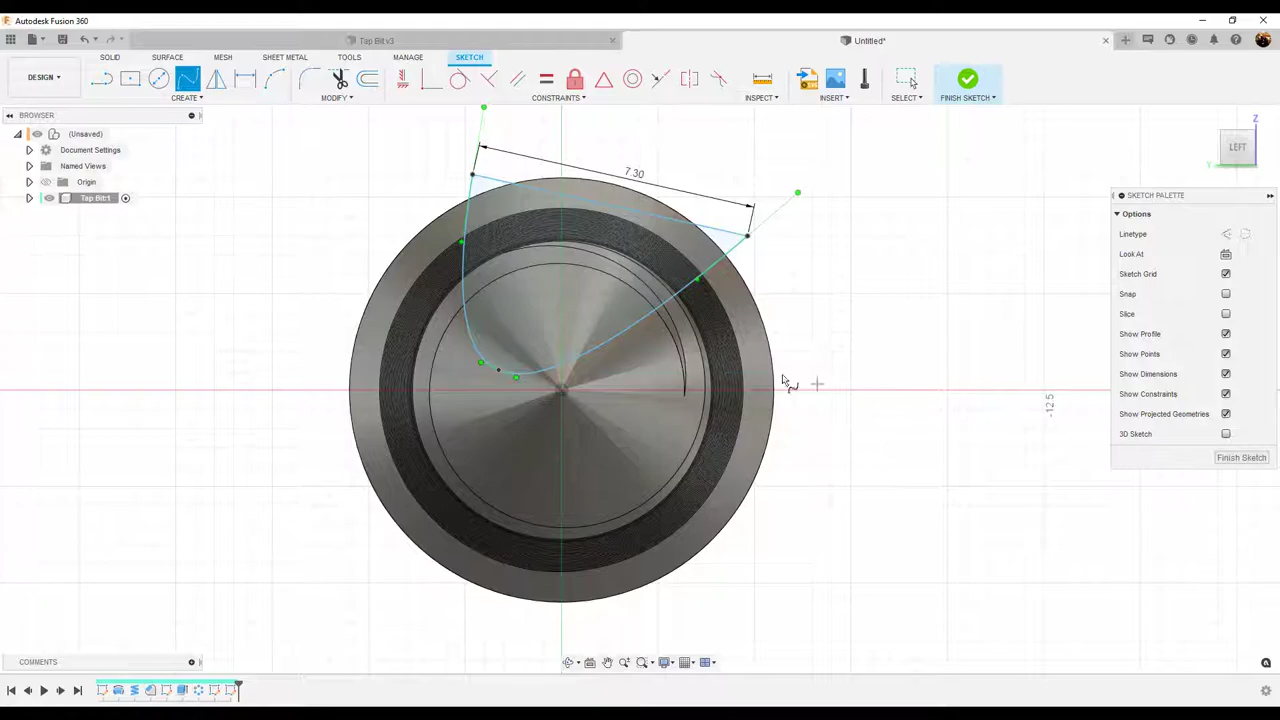 Autodesk Fusion 360
Tap Bit v3
Untitled*
DESIGN
SOLID
SURFACE
MESH
SHEET METAL
TOOLS
MANAGE
SKETCH
CREATE
MODIFY
CONSTRAINTS
INSPECT
INSERT
SELECT
FINISH SKETCH
BROWSER
(Unsaved)
Document Settings
Named Views
Origin
Tap Bit:1
7.30
-12.5
Z
LEFT
Y
SKETCH PALETTE
Options
Linetype
Look At
Sketch Grid
Snap
Slice
Show Profile
Show Points
Show Dimensions
Show Constraints
Show Projected Geometries
3D Sketch
Finish Sketch
COMMENTS